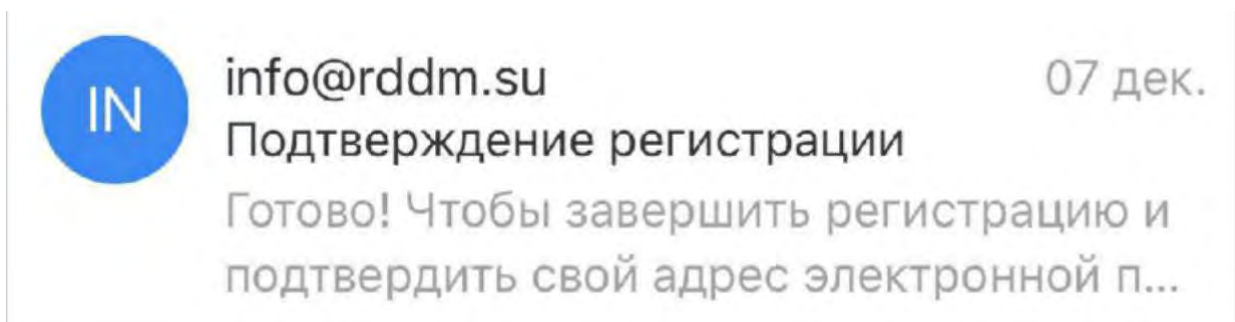 IN
info@rddm.su
07 дек.
Подтверждение регистрации
Готово! Чтобы завершить регистрацию и
подтвердить свой адрес электронной п...